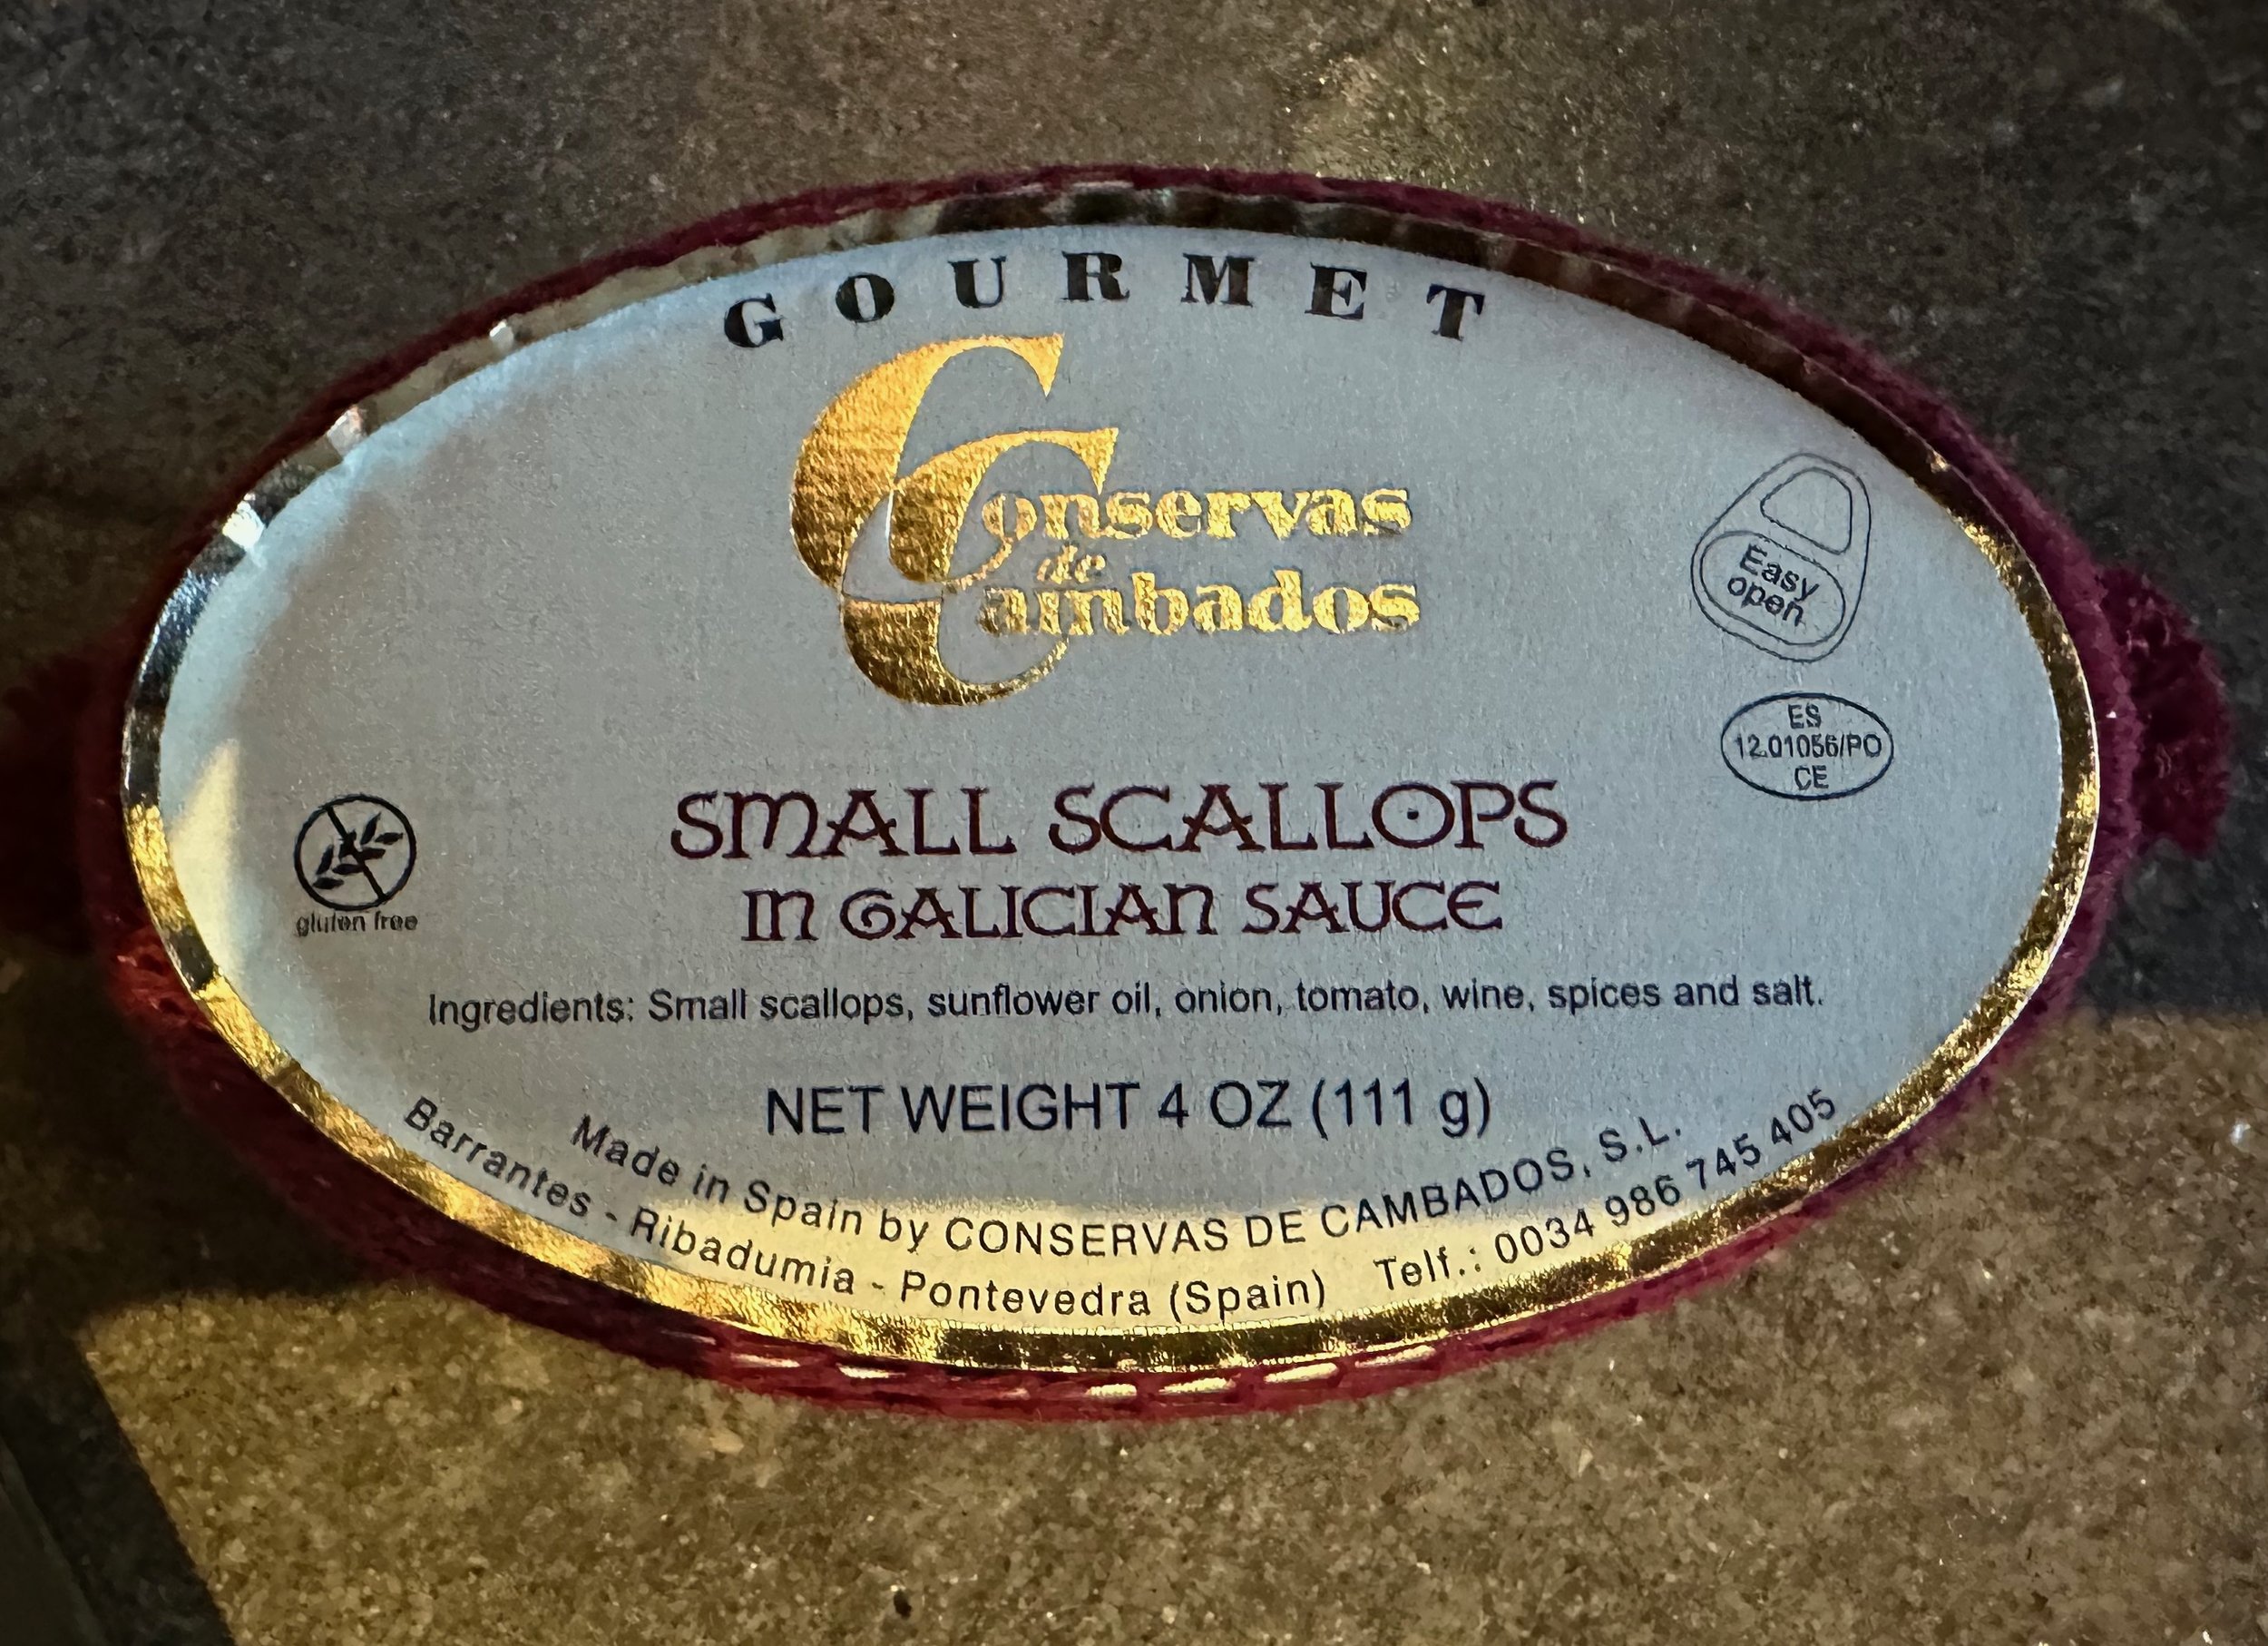 GOURMET
Conservas
de
Cambados
Easy
open
ES
12.01056/PO
CE
SMALL SCALLOPS
IN GALICIAN SAUCE
gluten free
Ingredients: Small scallops, sunflower oil, onion, tomato, wine, spices and salt.
NET WEIGHT 4 OZ (111 g)
Made in Spain by CONSERVAS DE CAMBADOS, S.L.
Barrantes - Ribadumia - Pontevedra (Spain) Telf.: 0034 986 745 405